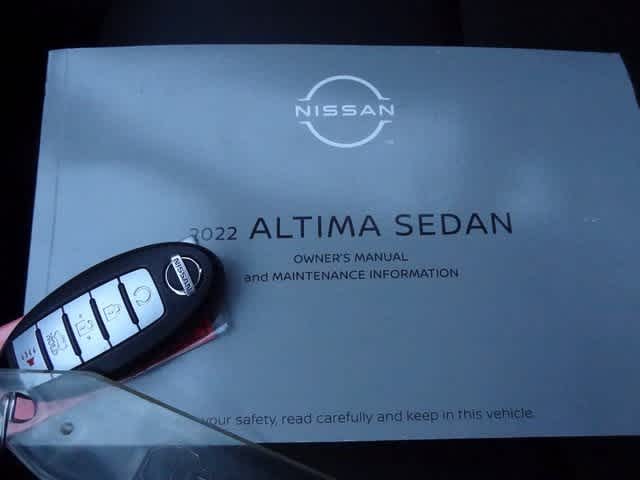 NISSAN
2022 ALTIMA SEDAN
OWNER'S MANUAL
and MAINTENANCE INFORMATION
NISSAN
your safety, read carefully and keep in this vehicle.